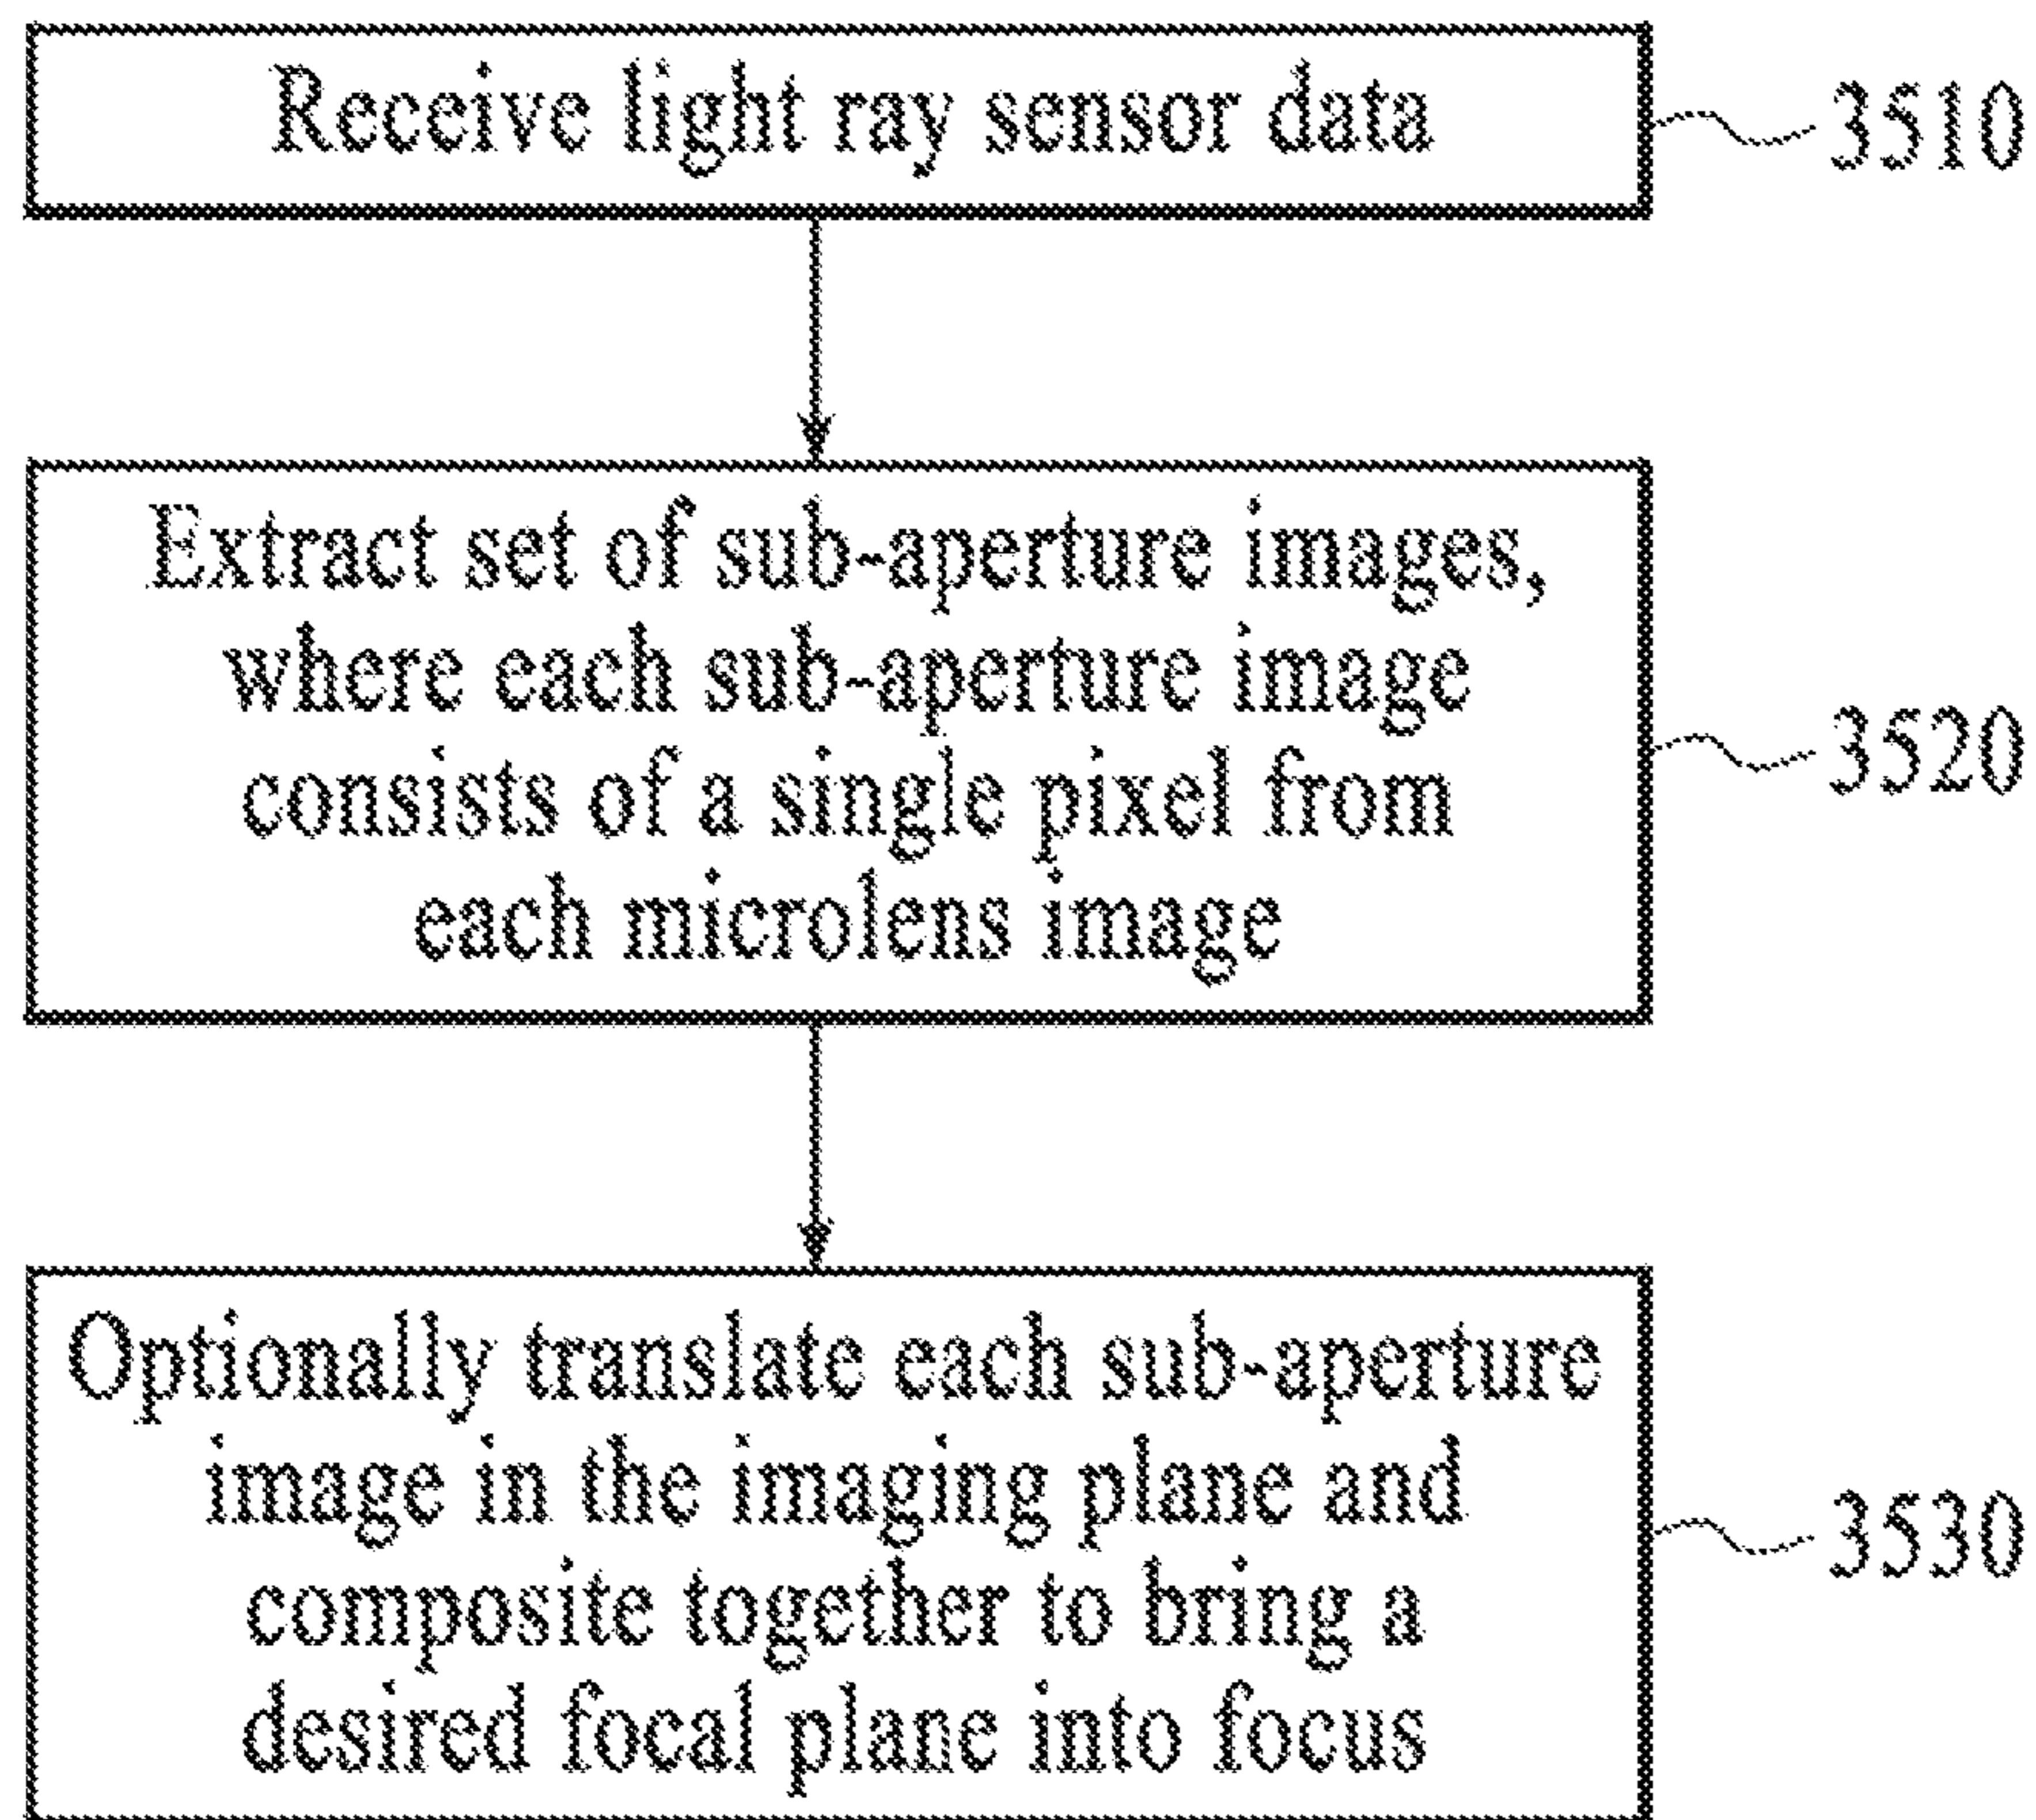 Receive light ray sensor data
3510
Extract set of sub-aperture images,
where each sub-aperture image
consists of a single pixel from
each microlens image
3520
Optionally translate each sub-aperture
image in the imaging plane and
composite together to bring a
desired focal plane into focus
3530